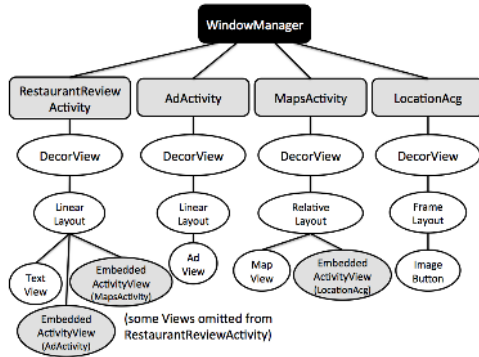 WindowManager
RestaurantReview
Activity
AdActivity
MapsActivity
LocationAcg
DecorView
DecorView
DecorView
DecorView
Linear
Layout
Linear
Layout
Relative
Layout
Frame
Layout
Text
View
Embedded
ActivityView
(MapsActivity)
Ad
View
Map
View
Embedded
ActivityView
(LocationAcg)
Image
Button
Embedded
ActivityView
(AdActivity)
(some Views omitted from
RestaurantReviewActivity)